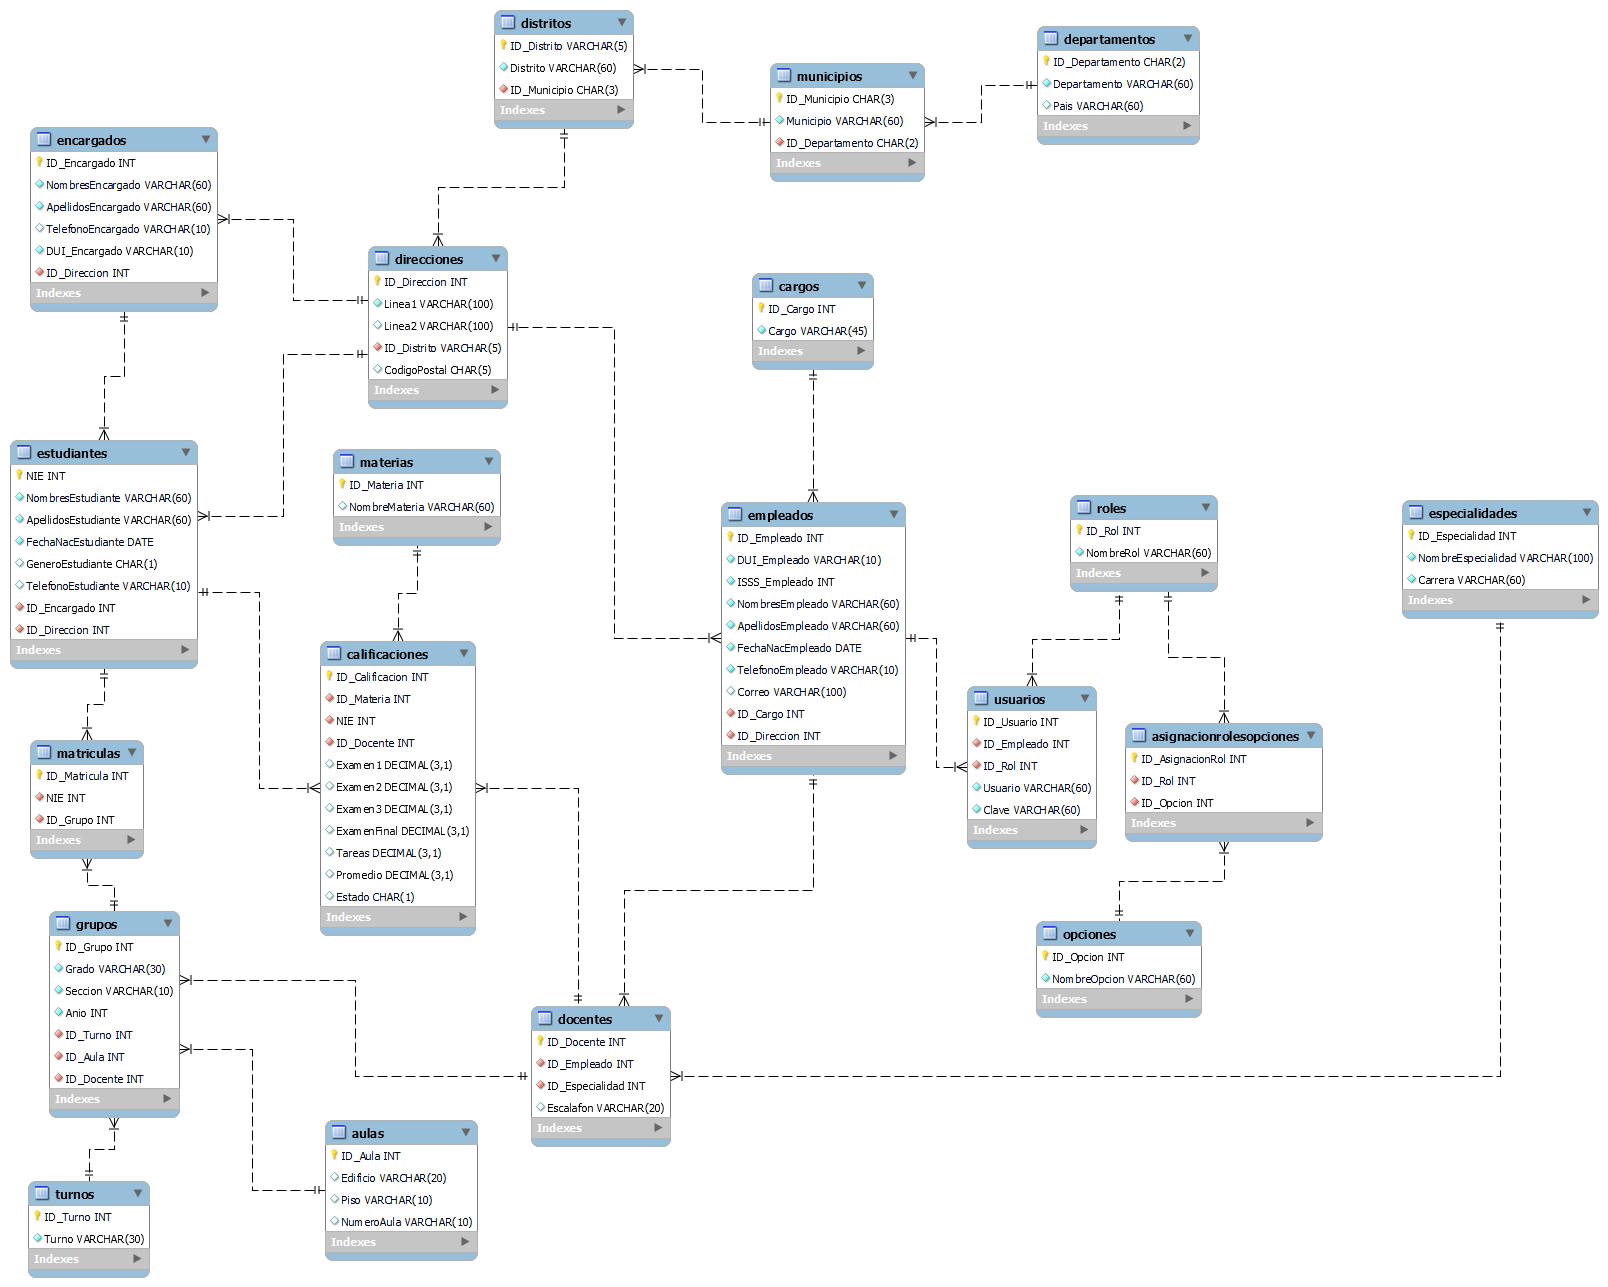 distritos
ID_Distrito VARCHAR(5)
Distrito VARCHAR(60)
ID_Municipio CHAR(3)
Indexes
municipios
ID_Municipio CHAR(3)
Municipio VARCHAR(60)
ID_Departamento CHAR(2)
Indexes
departamentos
ID_Departamento CHAR(2)
Departamento VARCHAR(60)
Pais VARCHAR(60)
Indexes
encargados
ID_Encargado INT
NombresEncargado VARCHAR(60)
ApellidosEncargado VARCHAR(60)
TelefonoEncargado VARCHAR(10)
DUI_Encargado VARCHAR(10)
ID_Direccion INT
Indexes
direcciones
ID_Direccion INT
Linea1 VARCHAR(100)
Linea2 VARCHAR(100)
ID_Distrito VARCHAR(5)
CodigoPostal CHAR(5)
Indexes
cargos
ID_Cargo INT
Cargo VARCHAR(45)
Indexes
estudiantes
NIE INT
NombresEstudiante VARCHAR(60)
ApellidosEstudiante VARCHAR(60)
FechaNacEstudiante DATE
GeneroEstudiante CHAR(1)
TelefonoEstudiante VARCHAR(10)
ID_Encargado INT
ID_Direccion INT
Indexes
materias
ID_Materia INT
NombreMateria VARCHAR(60)
Indexes
empleados
ID_Empleado INT
DUI_Empleado VARCHAR(10)
ISSS_Empleado INT
NombresEmpleado VARCHAR(60)
ApellidosEmpleado VARCHAR(60)
FechaNacEmpleado DATE
TelefonoEmpleado VARCHAR(10)
Correo VARCHAR(100)
ID_Cargo INT
ID_Direccion INT
Indexes
roles
ID_Rol INT
NombreRol VARCHAR(60)
Indexes
especialidades
ID_Especialidad INT
NombreEspecialidad VARCHAR(100)
Carrera VARCHAR(60)
Indexes
calificaciones
ID_Calificacion INT
ID_Materia INT
NIE INT
ID_Docente INT
Examen1 DECIMAL(3,1)
Examen2 DECIMAL(3,1)
Examen3 DECIMAL(3,1)
ExamenFinal DECIMAL(3,1)
Tareas DECIMAL(3,1)
Promedio DECIMAL(3,1)
Estado CHAR(1)
Indexes
usuarios
ID_Usuario INT
ID_Empleado INT
ID_Rol INT
Usuario VARCHAR(60)
Clave VARCHAR(60)
Indexes
asignacionrolesopciones
ID_AsignacionRol INT
ID_Rol INT
ID_Opcion INT
Indexes
matriculas
ID_Matricula INT
NIE INT
ID_Grupo INT
Indexes
grupos
ID_Grupo INT
Grado VARCHAR(30)
Seccion VARCHAR(10)
Anio INT
ID_Turno INT
ID_Aula INT
ID_Docente INT
Indexes
opciones
ID_Opcion INT
NombreOpcion VARCHAR(60)
Indexes
docentes
ID_Docente INT
ID_Empleado INT
ID_Especialidad INT
Escalafon VARCHAR(20)
Indexes
aulas
ID_Aula INT
Edificio VARCHAR(20)
Piso VARCHAR(10)
NumeroAula VARCHAR(10)
Indexes
turnos
ID_Turno INT
Turno VARCHAR(30)
Indexes